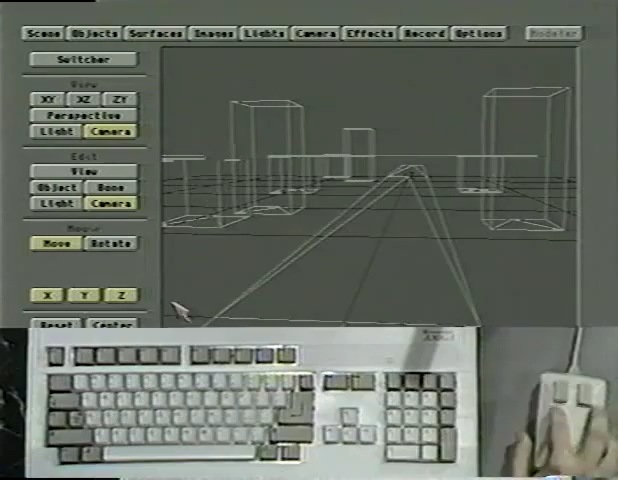 Scene Objects Surfaces Images Lights Camera Effects Record Options Modeler
Switcher
View
XY XZ ZY
Perspective
Light Camera
Edit
View
Object Bone
Light Camera
Mouse
Move Rotate
X Y Z
Reset Center